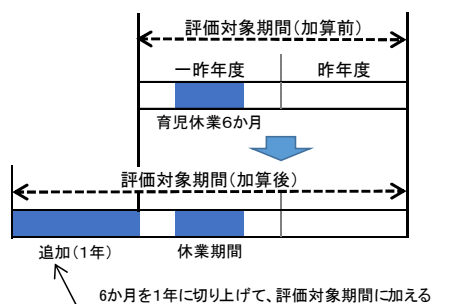 評価対象期間(加算前)
一昨年度 昨年度
育児休業6か月
評価対象期間(加算後)
追加(1年) 休業期間
6か月を1年に切り上げて、評価対象期間に加える